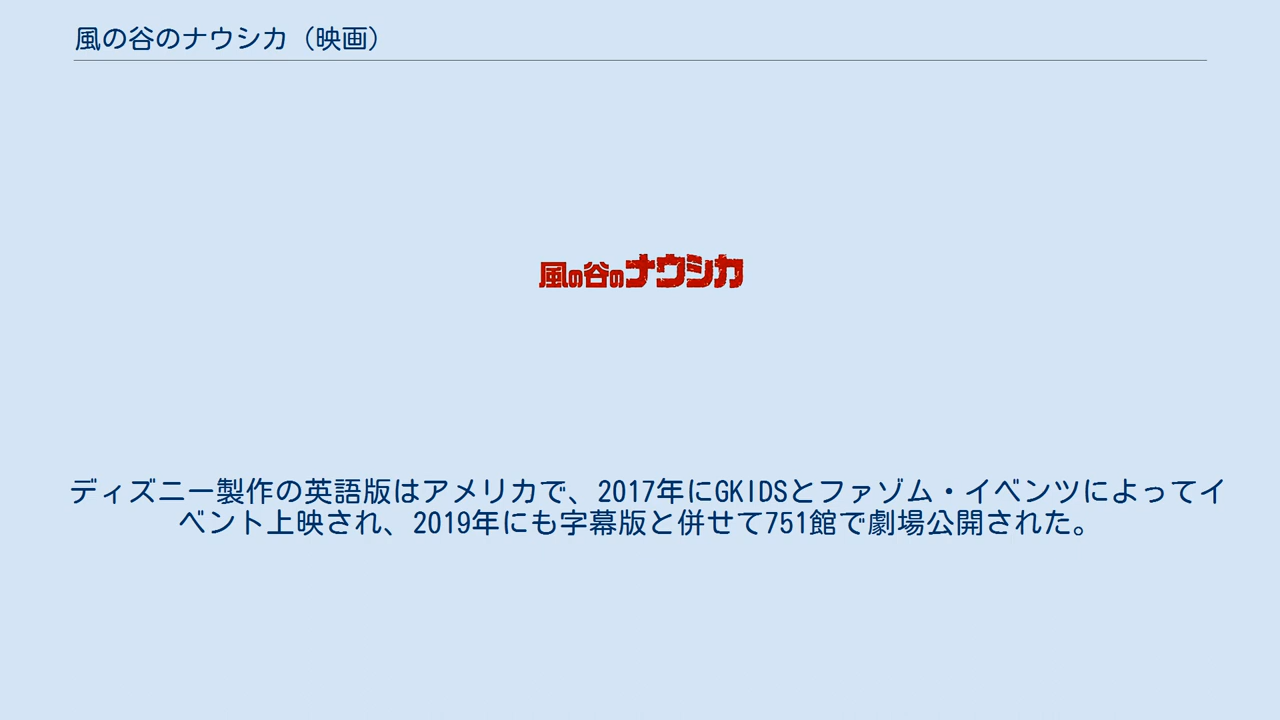 風の谷のナウシカ（映画）
風の谷のナウシカ
ディズニー製作の英語版はアメリカで、2017年にGKIDSとファゾム・イベンツによってイ
ベント上映され、2019年にも字幕版と併せて751館で劇場公開された。